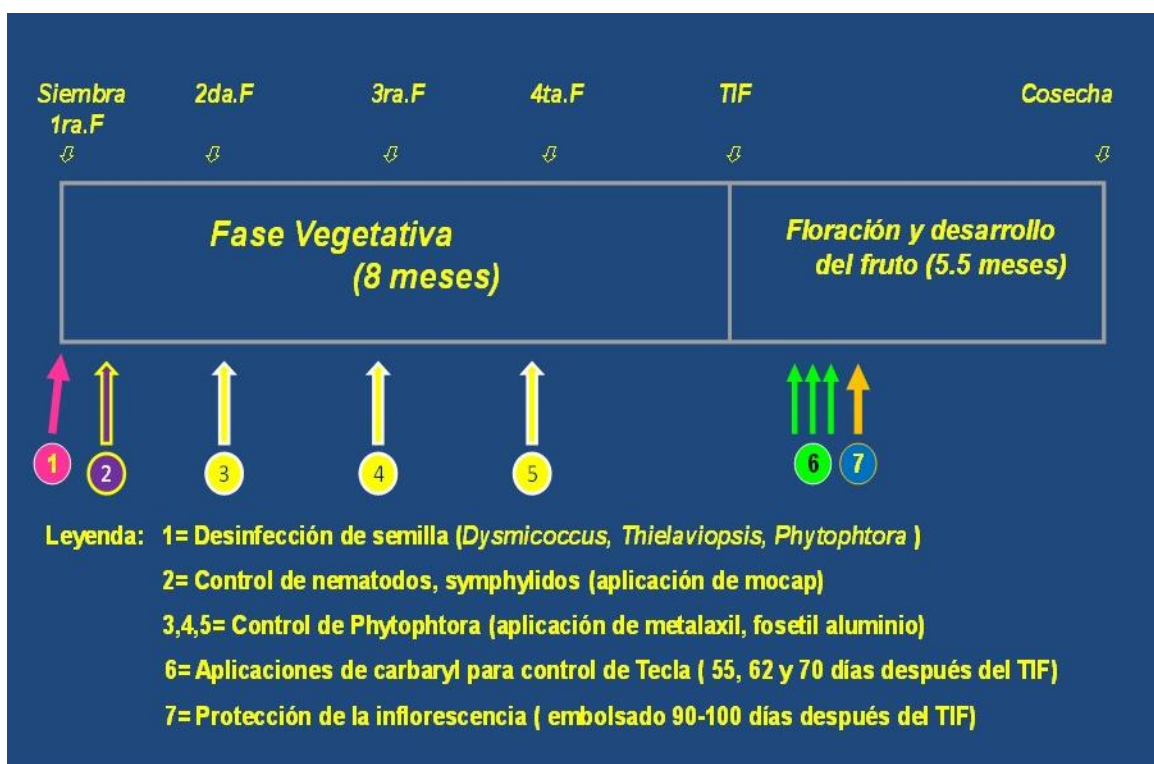 Siembra 2da.F 3ra.F 4ta.F TIF Cosecha
1ra.F
Fase Vegetativa
(8 meses)
Floración y desarrollo
del fruto (5.5 meses)
1 2 3 4 5 6 7
Leyenda: 1= Desinfección de semilla (Dysmicoccus, Thielaviopsis, Phytophtora )
2= Control de nematodos, symphylidos (aplicación de mocap)
3,4,5= Control de Phytophtora (aplicación de metalaxil, fosetil aluminio)
6= Aplicaciones de carbaryl para control de Tecla ( 55, 62 y 70 días después del TIF)
7= Protección de la inflorescencia ( embolsado 90-100 días después del TIF)